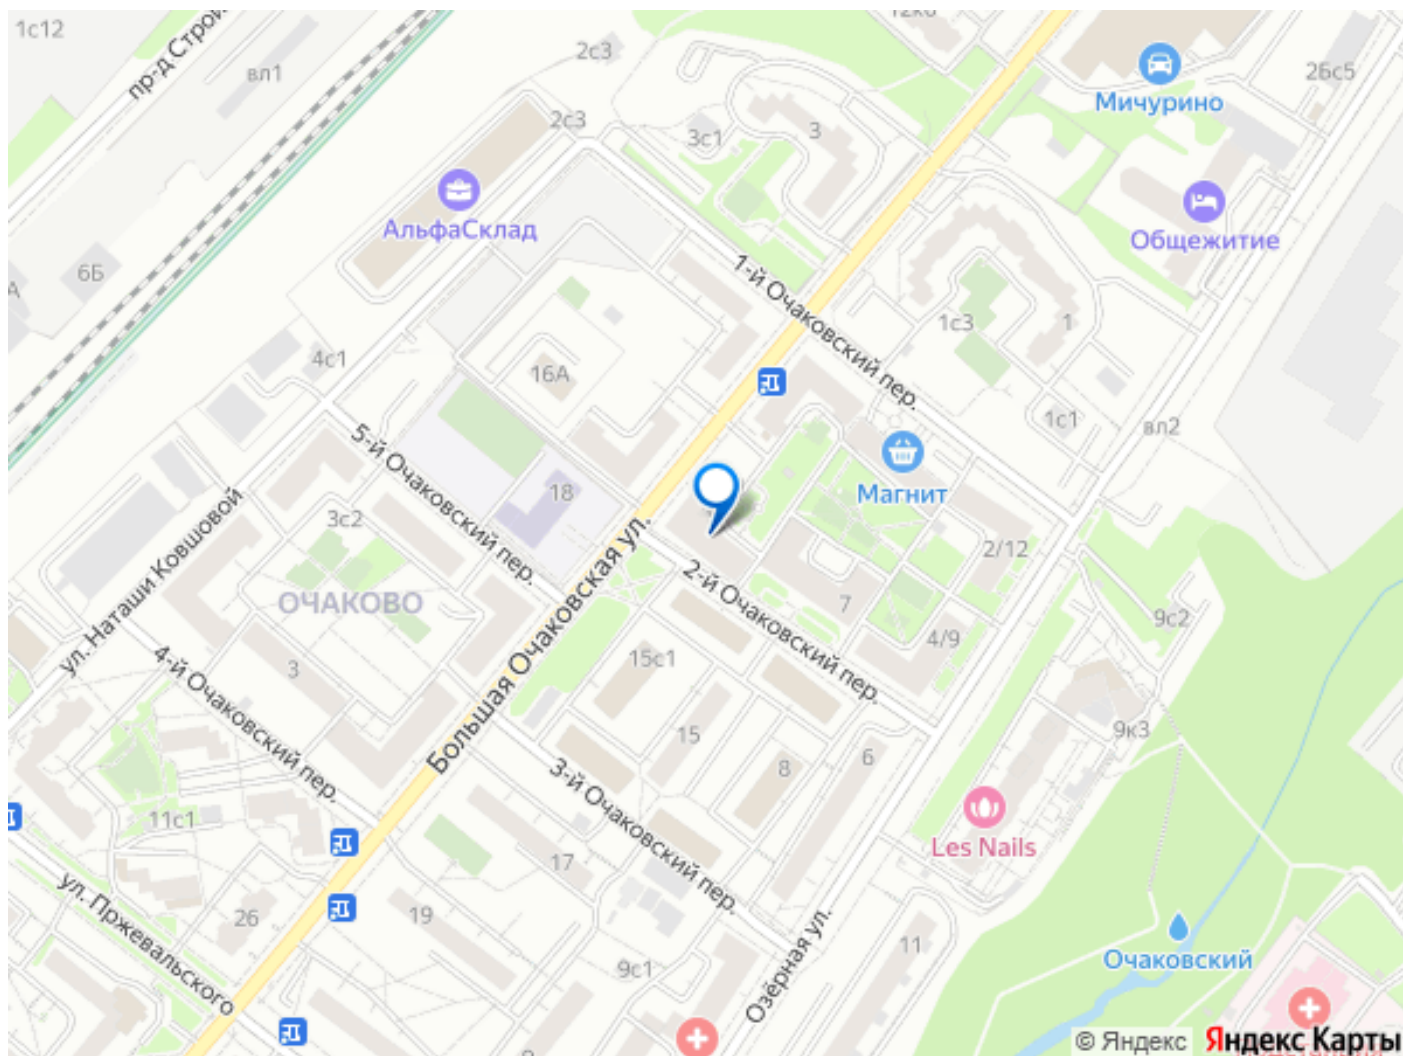 1с12
пр-д Строй
вл1
2с3
12к6
Мичурино
26с5
2с3
3с1
3
АльфаСклад
Общежитие
6Б
1-й Очаковский пер.
1с3
1
4с1
16А
1с1
вл2
5-й Очаковский пер.
Магнит
18
3с2
2/12
ул. Наташи Ковшовой
Большая Очаковская ул.
ОЧАКОВО
2-й Очаковский пер.
7
9с2
4/9
15с1
3
4-й Очаковский пер.
15
9к3
6
8
3-й Очаковский пер.
11с1
Les Nails
17
ул. Пржевальского
26
19
11
Очаковский
9с1
Озёрная ул.
© Яндекс Яндекс Карты